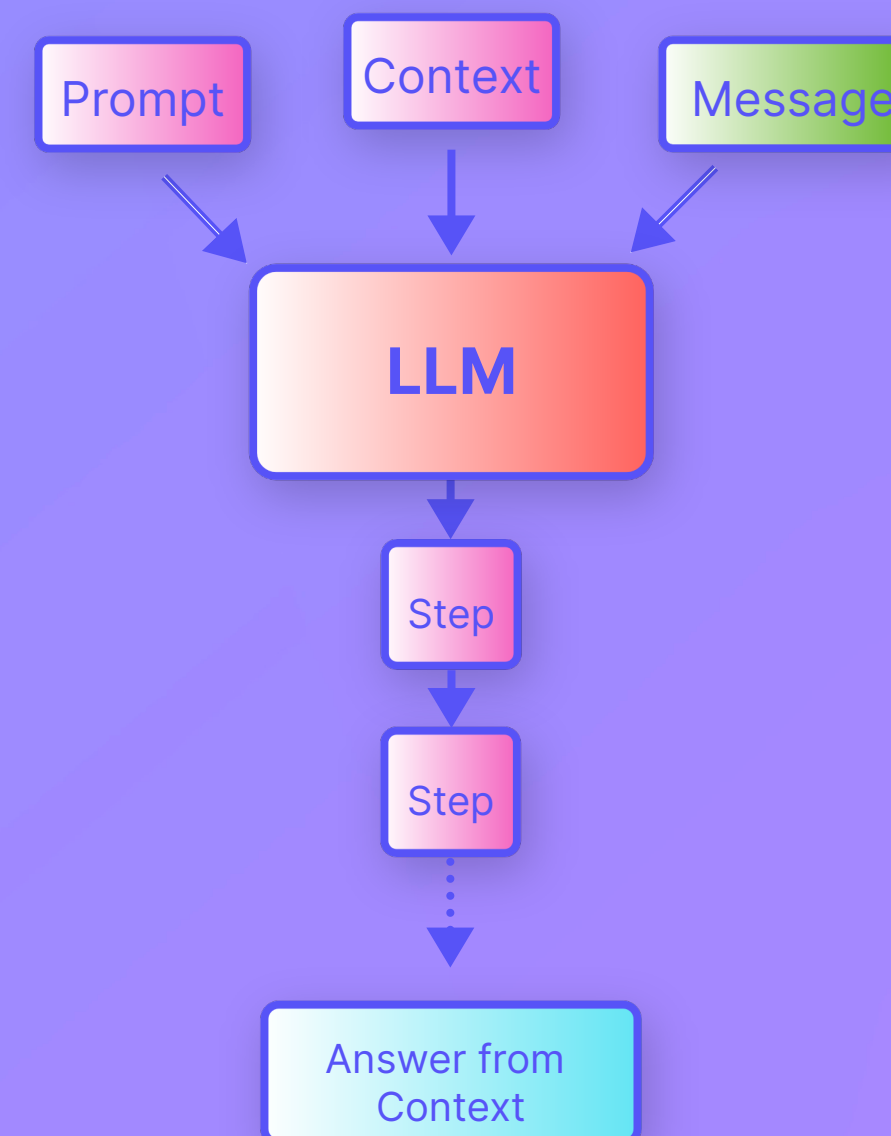 Prompt
Context
Message
LLM
Step
Step
Answer from
Context